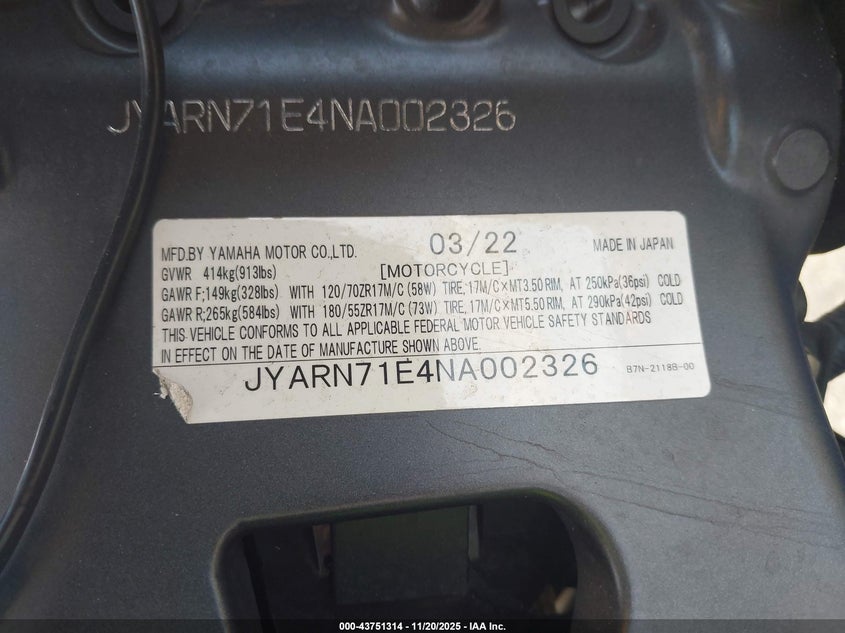 JYARN71E4NA002326
MFD.BY YAMAHA MOTOR CO.,LTD. 03/22 MADE IN JAPAN
GVWR 414kg(913lbs) [MOTORCYCLE]
GAWR F;149kg(328lbs) WITH 120/70ZR17M/C (58W) TIRE,17M/C×MT3.50 RIM, AT 250kPa(36psi) COLD
GAWR R;265kg(584lbs) WITH 180/55ZR17M/C (73W) TIRE,17M/C×MT5.50 RIM, AT 290kPa(42psi) COLD
THIS VEHICLE CONFORMS TO ALL APPLICABLE FEDERAL MOTOR VEHICLE SAFETY STANDARDS
IN EFFECT ON THE DATE OF MANUFACTURE SHOWN ABOVE.
JYARN71E4NA002326 B7N-2118B-00
000-43751314 - 11/20/2025 - IAA Inc.